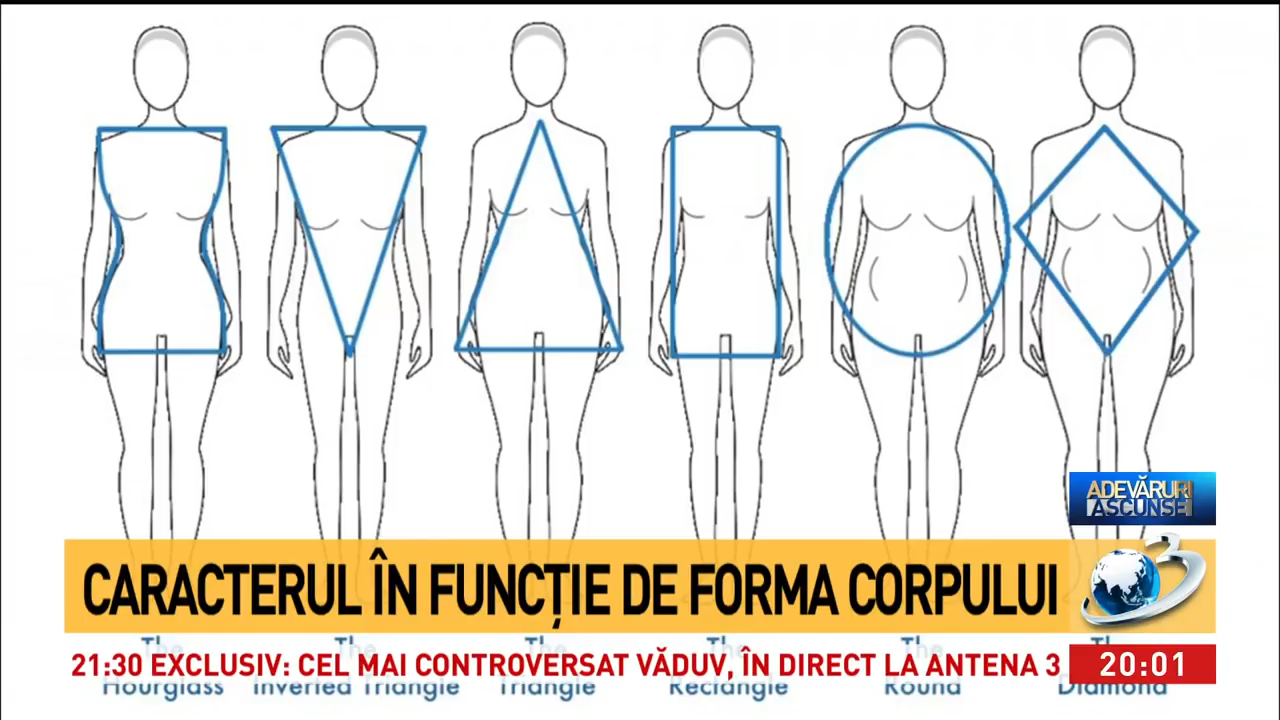 ADEVĂRURI
ASCUNSE
CARACTERUL ÎN FUNCȚIE DE FORMA CORPULUI
3
The The The The The The
21:30 EXCLUSIV: CEL MAI CONTROVERSAT VĂDUV, ÎN DIRECT LA ANTENA 3
20:01
Hourglass Inverted Triangle Triangle Rectangle Round Diamond